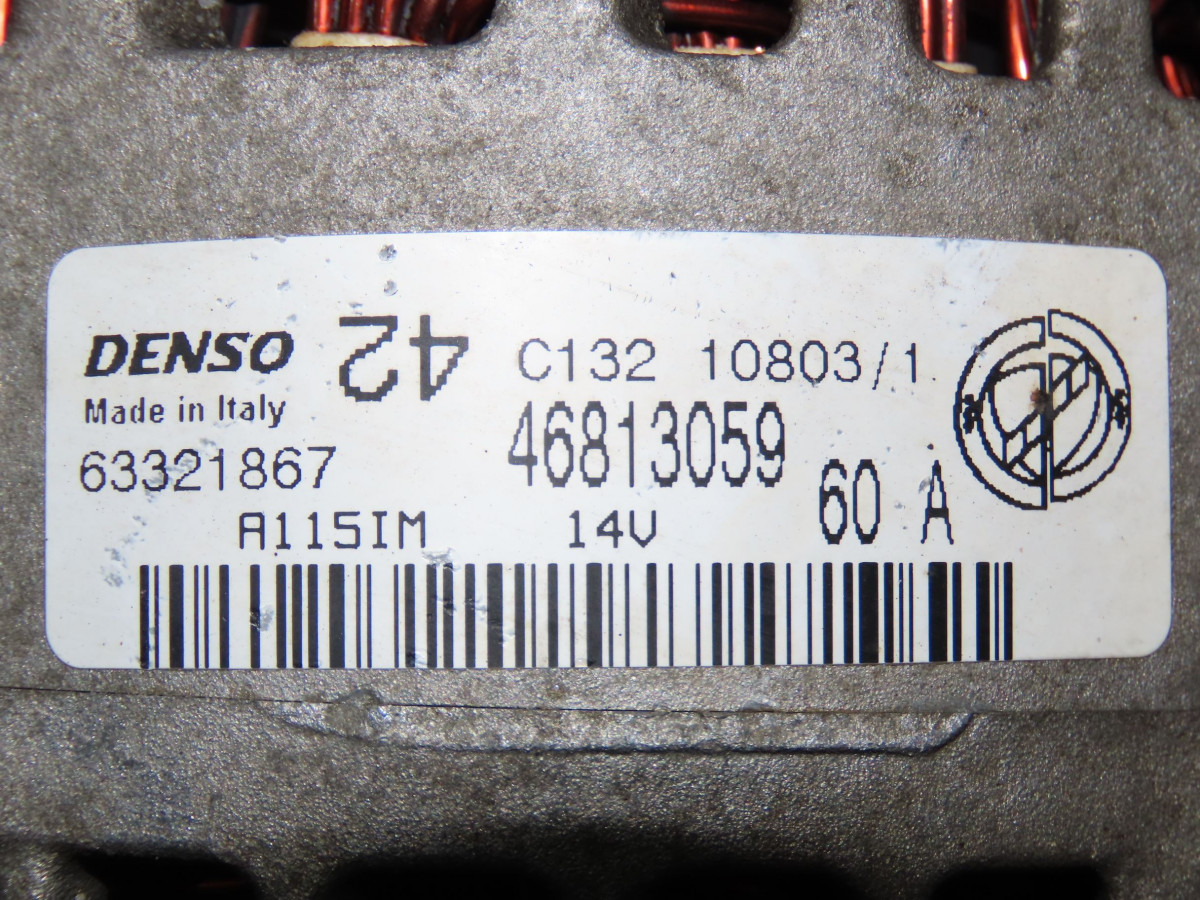 DENSO 42 C132 10803/1
Made in Italy 46813059
63321867 60 A
A115IM 14V